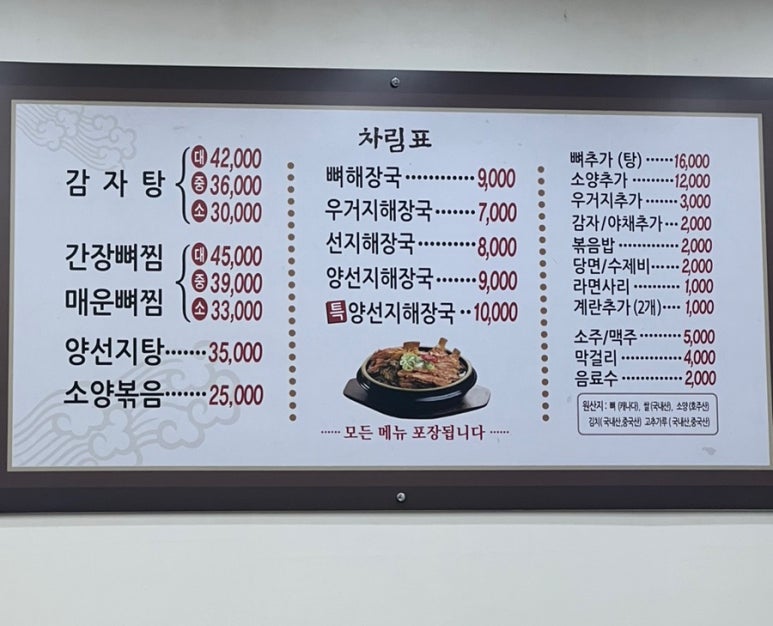 차림표
감자탕
대 42,000
중 36,000
소 30,000
간장뼈찜
매운뼈찜
대 45,000
중 39,000
소 33,000
양선지탕·······35,000
소양볶음·······25,000
뼈해장국············9,000
우거지해장국·······7,000
선지해장국·········8,000
양선지해장국·······9,000
특 양선지해장국··10,000
······ 모든 메뉴 포장됩니다 ······
뼈추가 (탕) ······16,000
소양추가 ·········12,000
우거지추가 ·······3,000
감자/야채추가···2,000
볶음밥 ···········2,000
당면/수제비······2,000
라면사리 ·········1,000
계란추가(2개)····1,000
소주/맥주 ·········5,000
막걸리 ············4,000
음료수 ············2,000
원산지 : 뼈 (캐나다), 쌀 (국내산), 소양 (호주산)
김치( 국내산,중국산) 고추가루 ( 국내산,중국산)